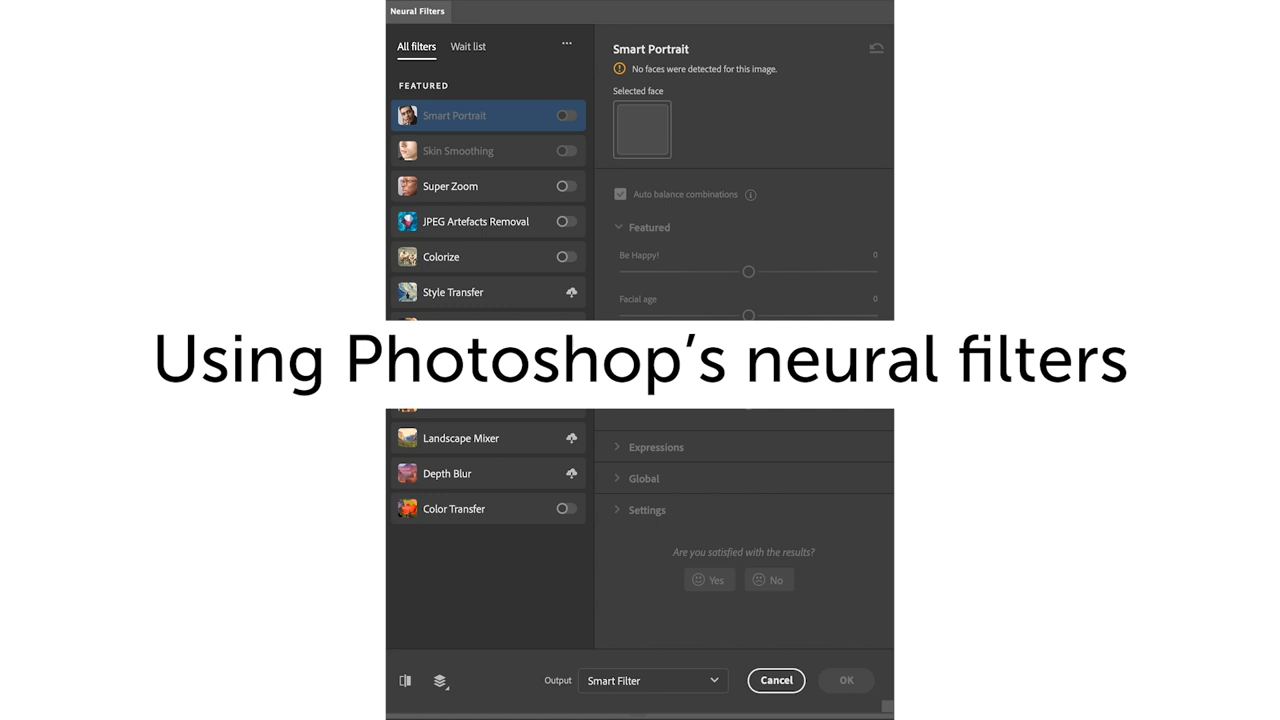 Neural Filters
All filters
Wait list
FEATURED
Smart Portrait
Skin Smoothing
Super Zoom
JPEG Artefacts Removal
Colorize
Style Transfer
Smart Portrait
No faces were detected for this image.
Selected face
Auto balance combinations
Featured
Be Happy!
0
Facial age
0
Using Photoshop’s neural filters
Landscape Mixer
Depth Blur
Color Transfer
Expressions
Global
Settings
Are you satisfied with the results?
Yes
No
Output
Smart Filter
Cancel
OK